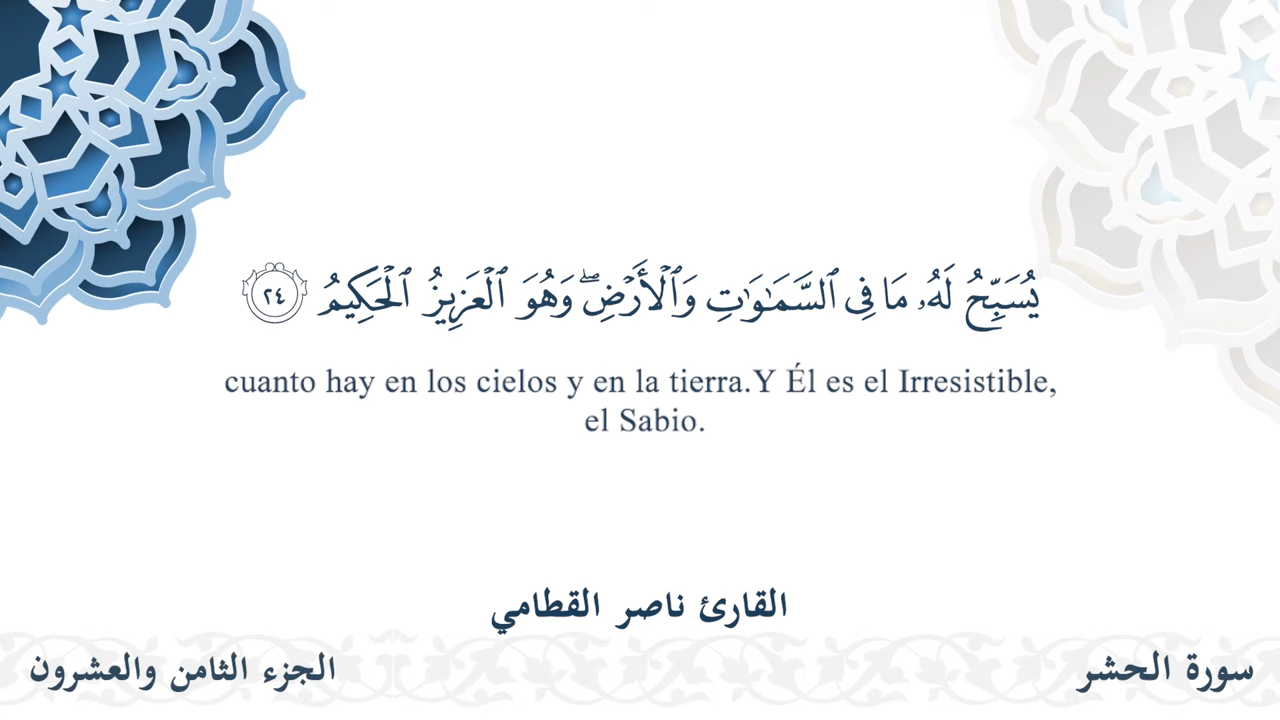 يُسَبِّحُ لَهُۥ مَا فِى ٱلسَّمَـٰوَٰتِ وَٱلْأَرْضِ ۖ وَهُوَ ٱلْعَزِيزُ ٱلْحَكِيمُ ٢٤
cuanto hay en los cielos y en la tierra.Y Él es el Irresistible,
el Sabio.
القارئ ناصر القطامي
سورة الحشر
الجزء الثامن والعشرون